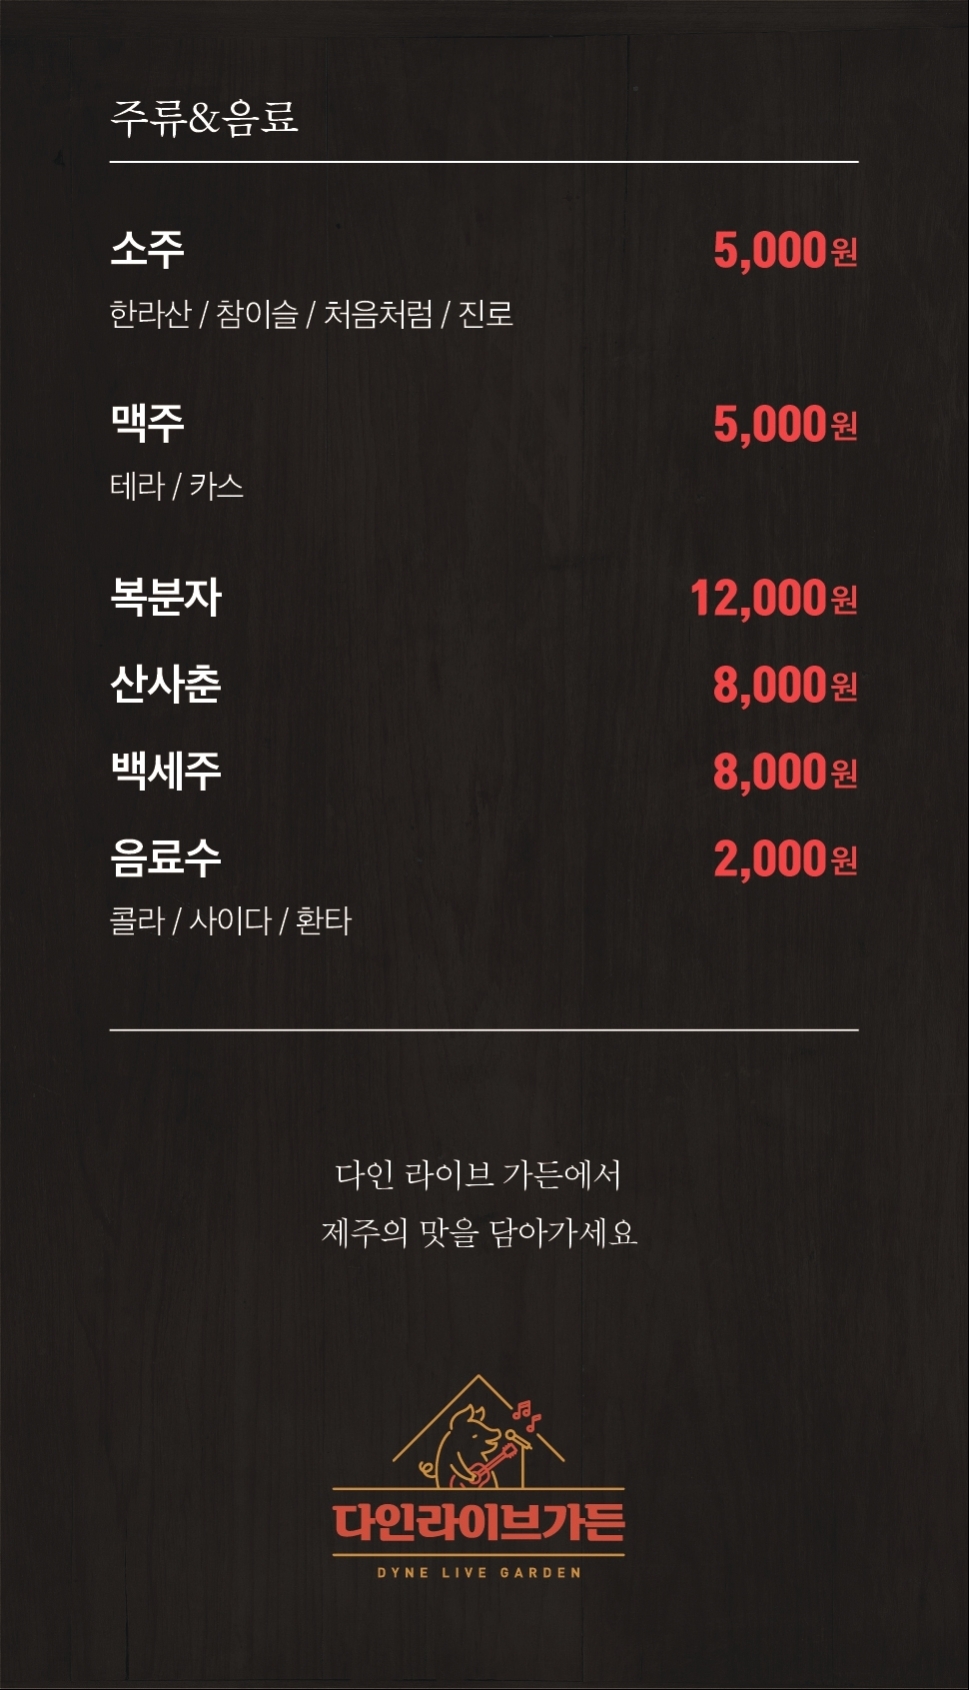 주류&음료
소주 5,000원
한라산 / 참이슬 / 처음처럼 / 진로
맥주 5,000원
테라 / 카스
복분자 12,000원
산사춘 8,000원
백세주 8,000원
음료수 2,000원
콜라 / 사이다 / 환타
다인 라이브 가든에서
제주의 맛을 담아가세요
다인라이브가든
DYNE LIVE GARDEN